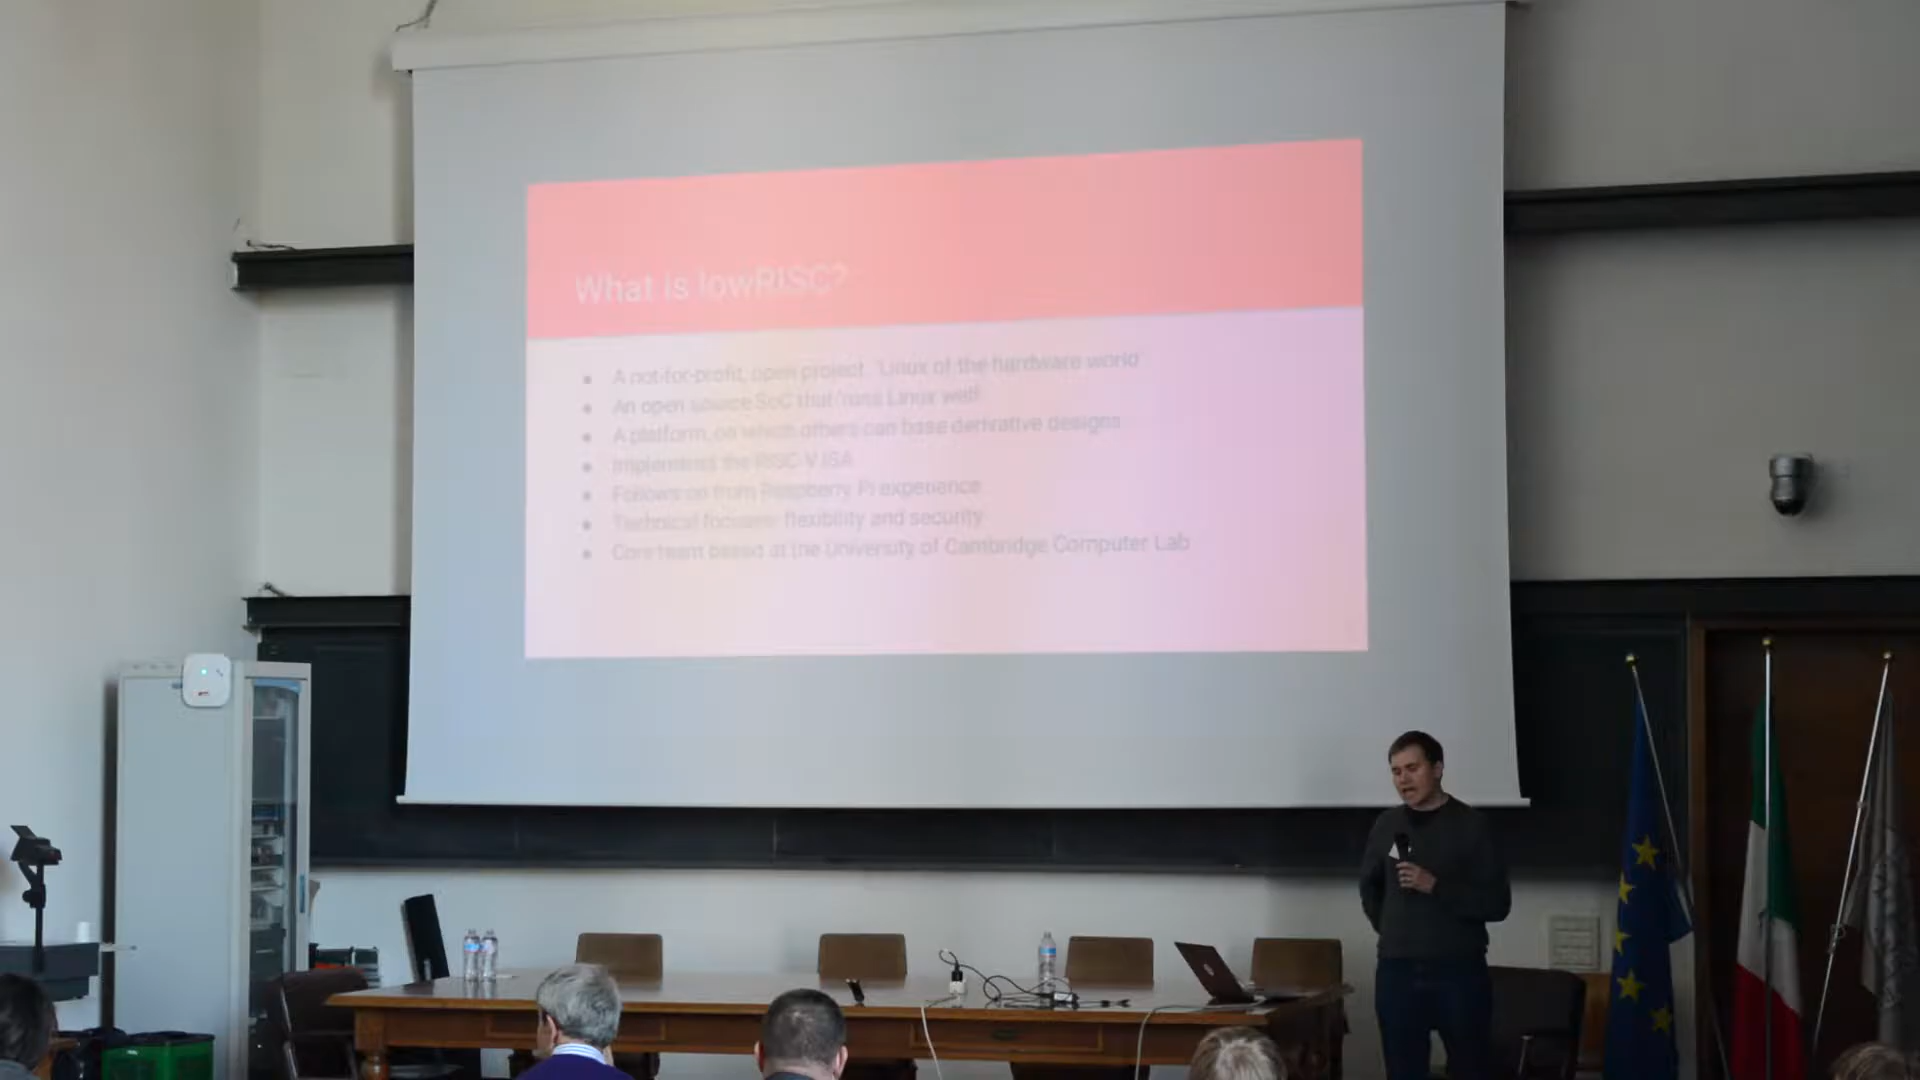 What is lowRISC?
A not-for-profit, open project. 'Linux of the hardware world
An open source SoC that 'runs Linux well'
A platform on which others can base derivative designs
Implements the RISC-V ISA
Follows on from Raspberry Pi experience
Technical focuses: flexibility and security
Core team based at the University of Cambridge Computer Lab